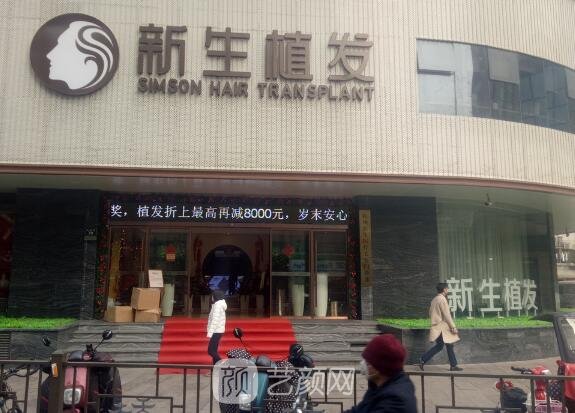 新生植发
SIMSON HAIR TRANSPLANT
奖，植发折上最高再减8000元，岁末安心
新生植发
颜 艺颜网